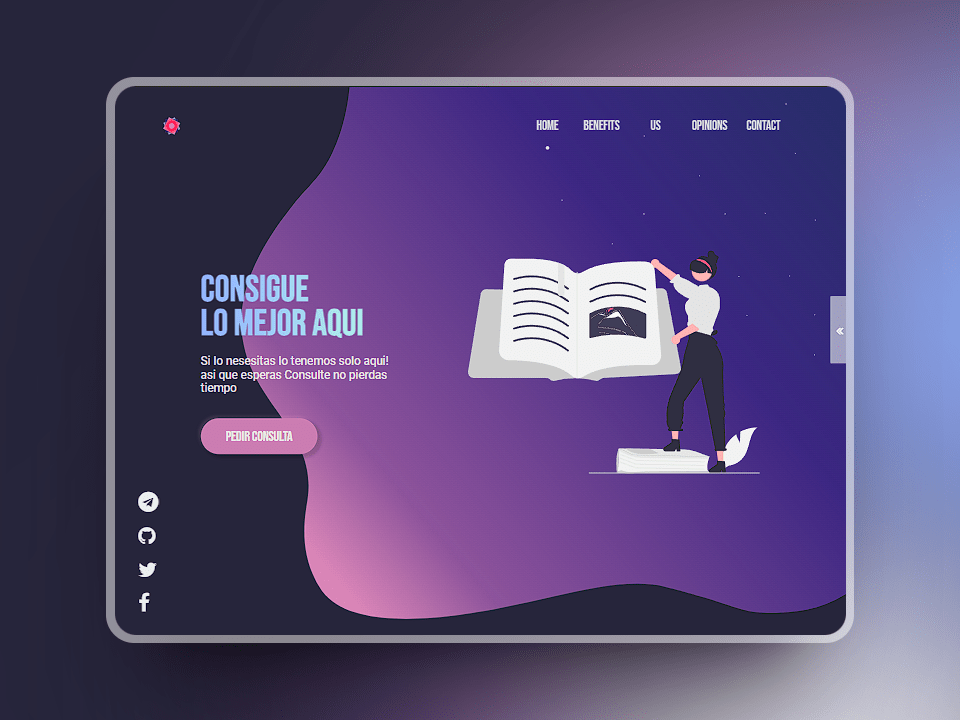 HOME BENEFITS US OPINIONS CONTACT
CONSIGUE
LO MEJOR AQUI
Si lo nesesitas lo tenemos solo aqui!
asi que esperas Consulte no pierdas
tiempo
PEDIR CONSULTA